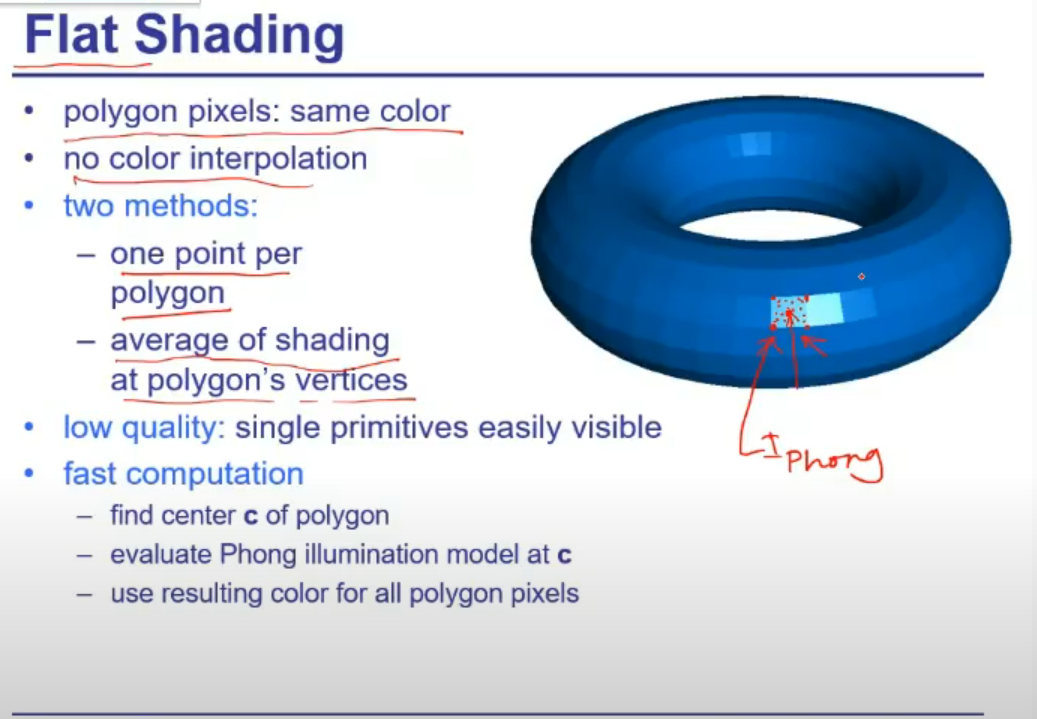 Flat Shading
• polygon pixels: same color
• no color interpolation
• two methods:
– one point per
polygon
– average of shading
at polygon's vertices
• low quality: single primitives easily visible
• fast computation
– find center c of polygon
– evaluate Phong illumination model at c
– use resulting color for all polygon pixels
I Phong